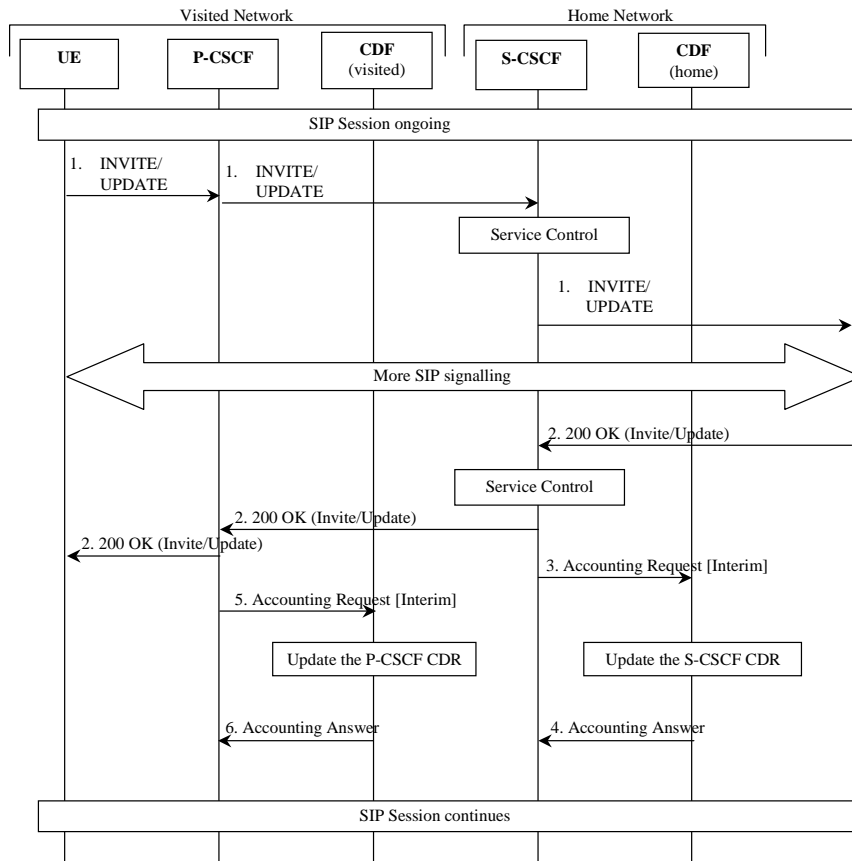 Visited Network
Home Network
UE
P-CSCF
CDF
(visited)
S-CSCF
CDF
(home)
SIP Session ongoing
1. INVITE/
UPDATE
1. INVITE/
UPDATE
Service Control
1. INVITE/
UPDATE
More SIP signalling
2. 200 OK (Invite/Update)
Service Control
2. 200 OK (Invite/Update)
2. 200 OK (Invite/Update)
3. Accounting Request [Interim]
5. Accounting Request [Interim]
Update the P-CSCF CDR
Update the S-CSCF CDR
6. Accounting Answer
4. Accounting Answer
SIP Session continues